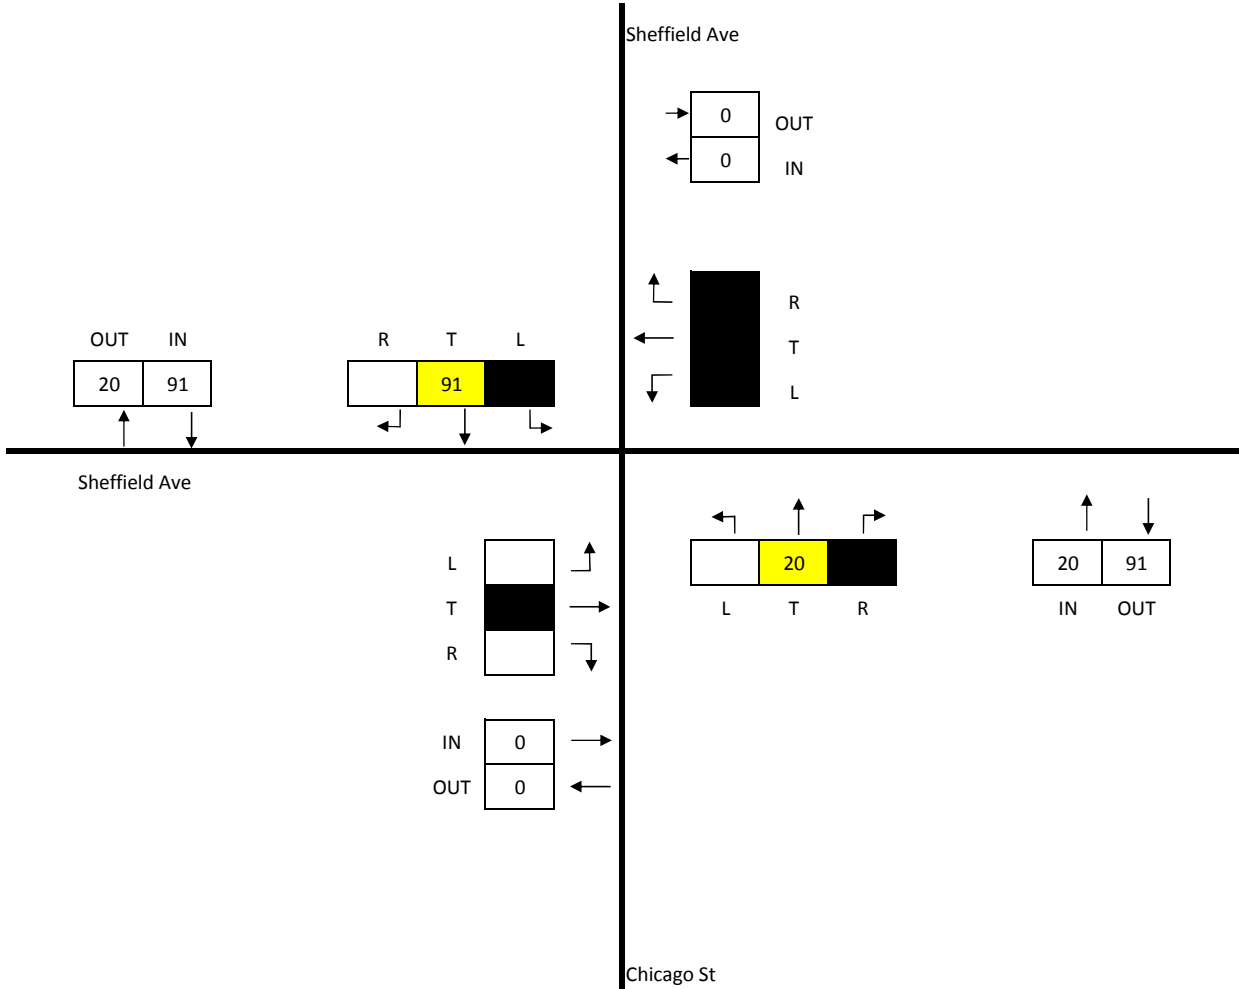 Sheffield Ave
0
OUT
0
IN
R
T
L
OUT IN
20 91
R T L
91
Sheffield Ave
L
T
R
20
L T R
20 91
IN OUT
IN 0
OUT 0
Chicago St